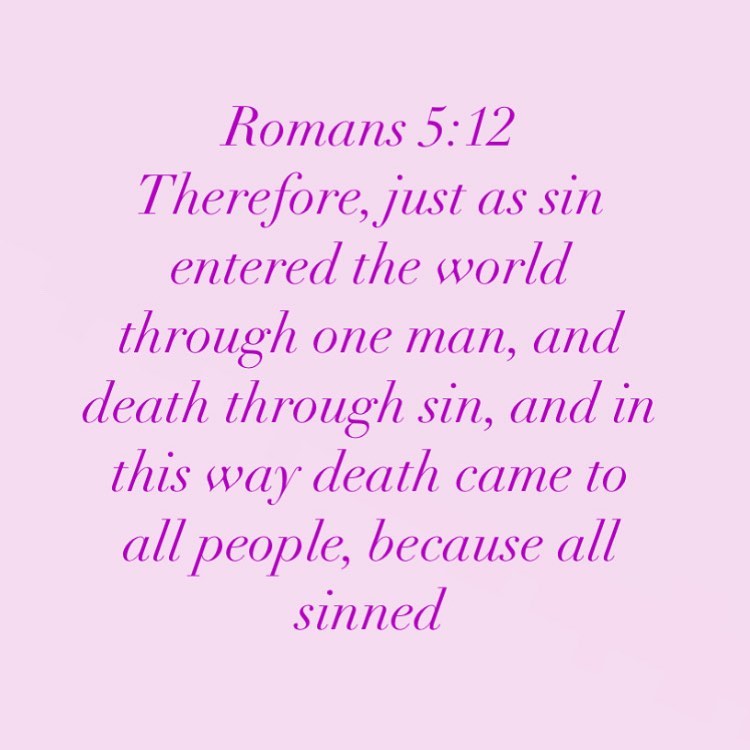 Romans 5:12
Therefore, just as sin
entered the world
through one man, and
death through sin, and in
this way death came to
all people, because all
sinned